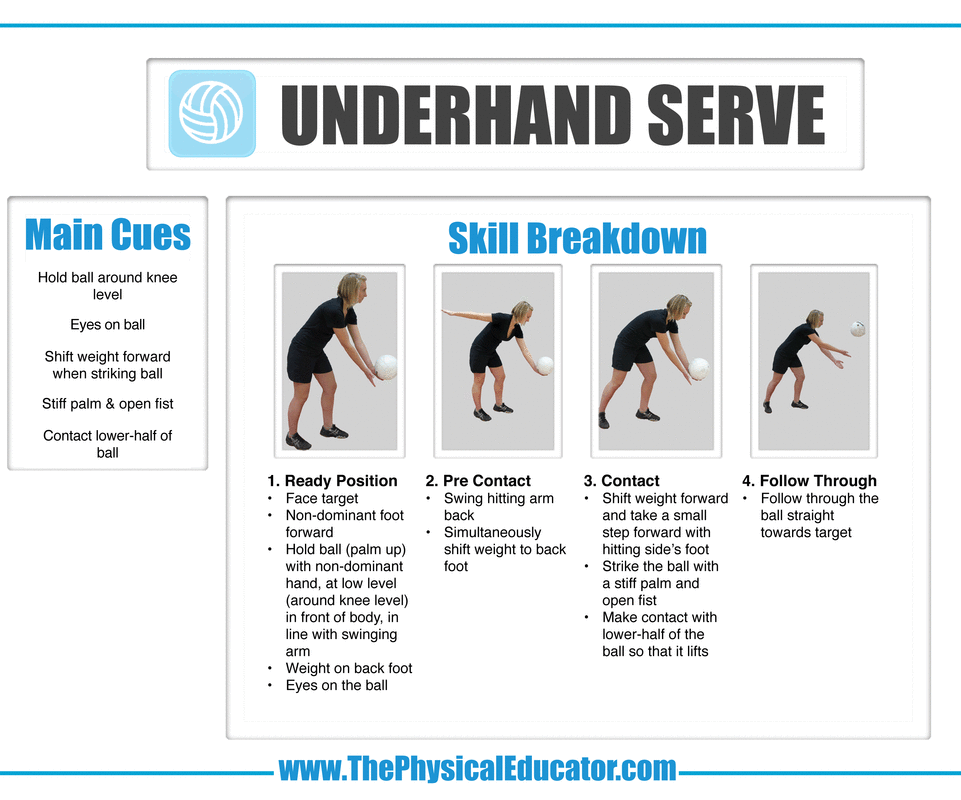 UNDERHAND SERVE
Main Cues
Hold ball around knee
level
Eyes on ball
Shift weight forward
when striking ball
Stiff palm & open fist
Contact lower-half of
ball
Skill Breakdown
1. Ready Position
• Face target
• Non-dominant foot
forward
• Hold ball (palm up)
with non-dominant
hand, at low level
(around knee level)
in front of body, in
line with swinging
arm
• Weight on back foot
• Eyes on the ball
2. Pre Contact
• Swing hitting arm
back
• Simultaneously
shift weight to back
foot
3. Contact
• Shift weight forward
and take a small
step forward with
hitting side's foot
• Strike the ball with
a stiff palm and
open fist
• Make contact with
lower-half of the
ball so that it lifts
4. Follow Through
• Follow through the
ball straight
towards target
www.ThePhysicalEducator.com